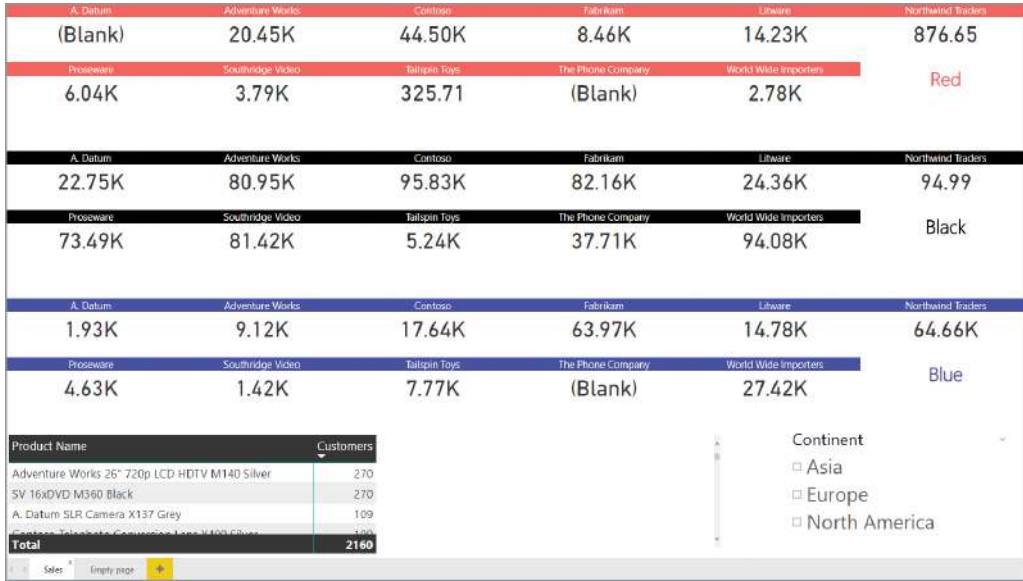 A. Datum Adventure Works Contoso Fabrikam Litware Northwind Traders
(Blank) 20.45K 44.50K 8.46K 14.23K 876.65
Proseware Southridge Video Tailspin Toys The Phone Company World Wide Importers
Red
6.04K 3.79K 325.71 (Blank) 2.78K
A. Datum Adventure Works Contoso Fabrikam Litware Northwind Traders
22.75K 80.95K 95.83K 82.16K 24.36K 94.99
Proseware Southridge Video Tailspin Toys The Phone Company World Wide Importers
Black
73.49K 81.42K 5.24K 37.71K 94.08K
A. Datum Adventure Works Contoso Fabrikam Litware Northwind Traders
1.93K 9.12K 17.64K 63.97K 14.78K 64.66K
Proseware Southridge Video Tailspin Toys The Phone Company World Wide Importers
Blue
4.63K 1.42K 7.77K (Blank) 27.42K
Product Name Customers
Adventure Works 26" 720p LCD HDTV M140 Silver 270
SV 16xDVD M360 Black 270
A. Datum SLR Camera X137 Grey 109
Total 2160
Continent
Asia
Europe
North America
Sales Empty page